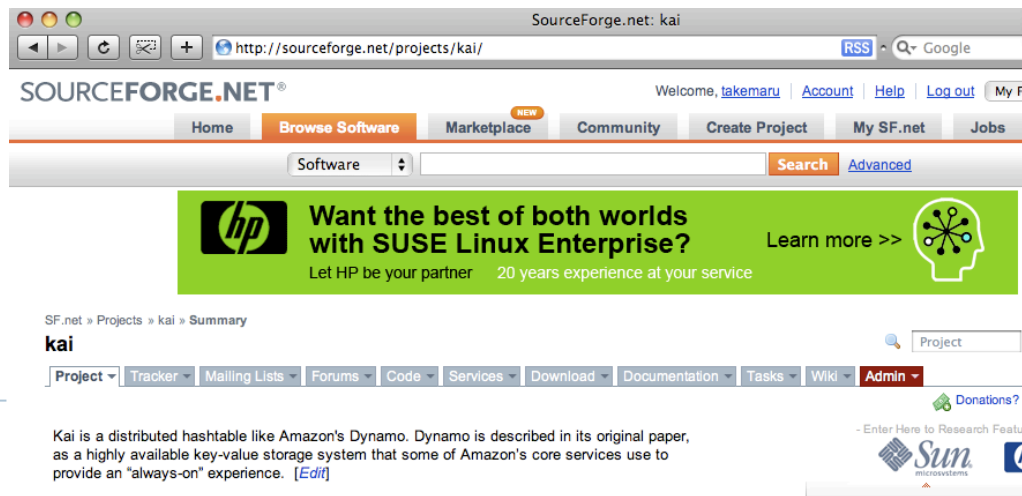 SourceForge.net: kai
http://sourceforge.net/projects/kai/
RSS
Google
SOURCEFORGE.NET®
Welcome, takemaru | Account | Help | Log out
My
NEW
Home Browse Software Marketplace Community Create Project My SF.net Jobs
Software Search Advanced
hp
Want the best of both worlds
with SUSE Linux Enterprise?
Learn more >>
Let HP be your partner 20 years experience at your service
SF.net » Projects » kai » Summary
kai
Project
Project Tracker Mailing Lists Forums Code Services Download Documentation Tasks Wiki Admin
Donations?
Kai is a distributed hashtable like Amazon's Dynamo. Dynamo is described in its original paper,
as a highly available key-value storage system that some of Amazon's core services use to
provide an "always-on" experience. [Edit]
- Enter Here to Research
Sun
microsystems